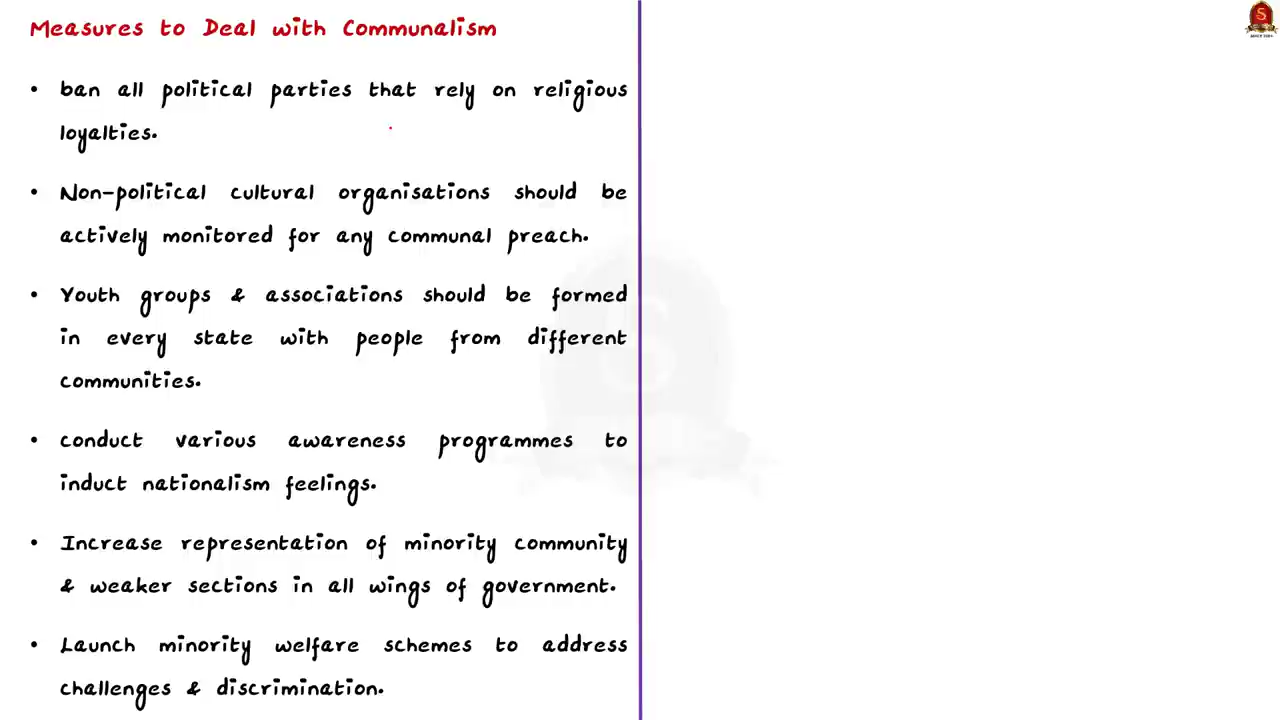 Measures to Deal with Communalism
• ban all political parties that rely on religious
loyalties.
• Non-political cultural organisations should be
actively monitored for any communal preach.
• Youth groups & associations should be formed
in every state with people from different
communities.
• conduct various awareness programmes to
induct nationalism feelings.
• Increase representation of minority community
& weaker sections in all wings of government.
• Launch minority welfare schemes to address
challenges & discrimination.
S